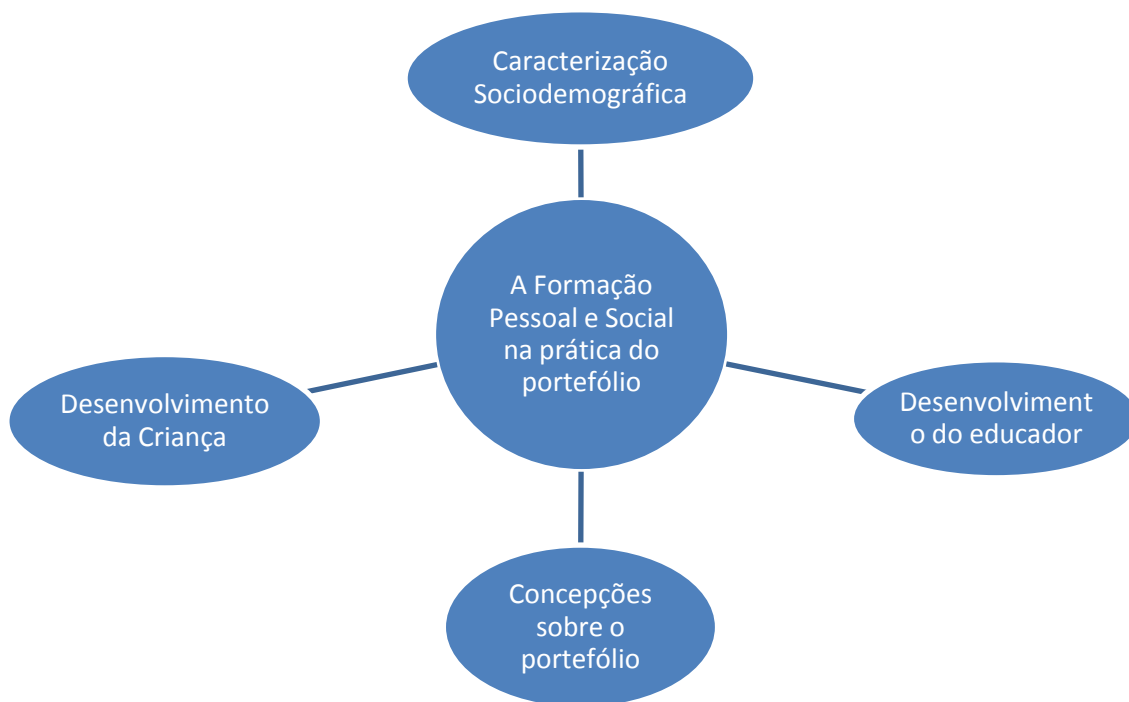 Caracterização
Sociodemográfica
A Formação
Pessoal e Social
na prática do
portefólio
Desenvolvimento
da Criança
Desenvolviment
o do educador
Concepções
sobre o
portefólio